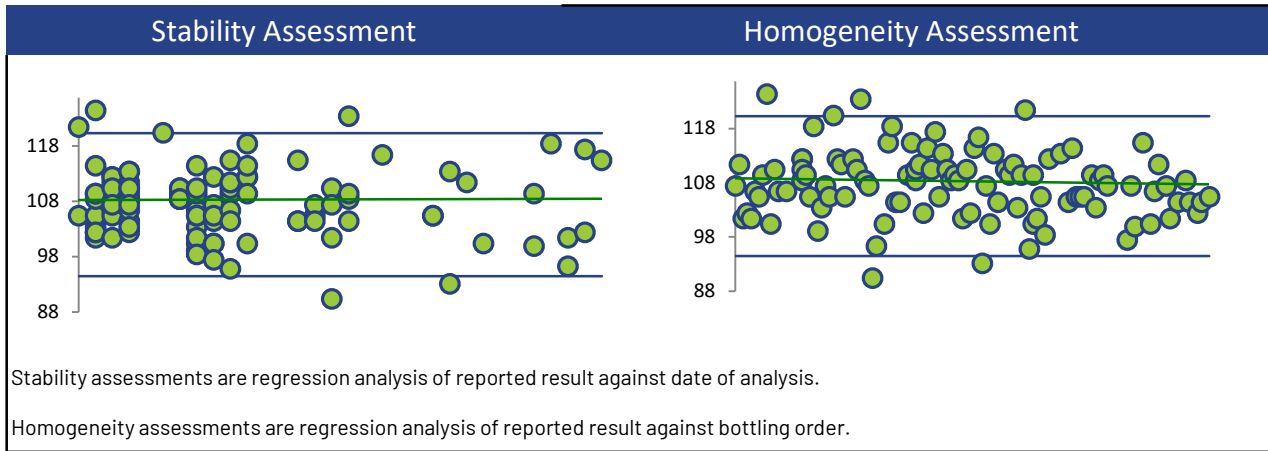 Stability Assessment
Homogeneity Assessment
118
108
98
88
118
108
98
88
Stability assessments are regression analysis of reported result against date of analysis.
Homogeneity assessments are regression analysis of reported result against bottling order.